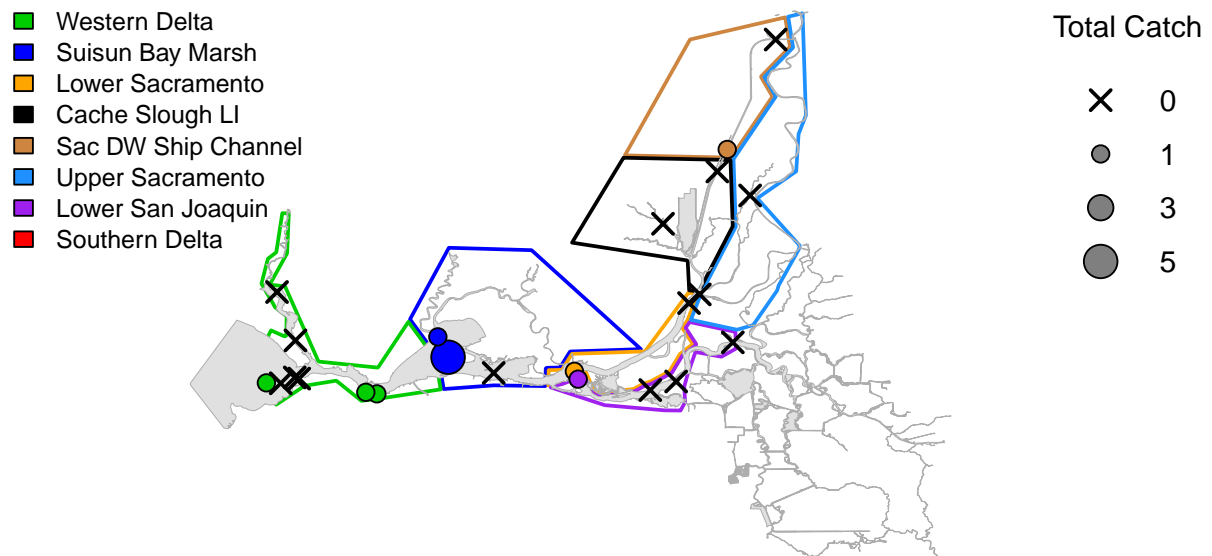 Western Delta
Suisun Bay Marsh
Lower Sacramento
Cache Slough LI
Sac DW Ship Channel
Upper Sacramento
Lower San Joaquin
Southern Delta
Total Catch
0
1
3
5